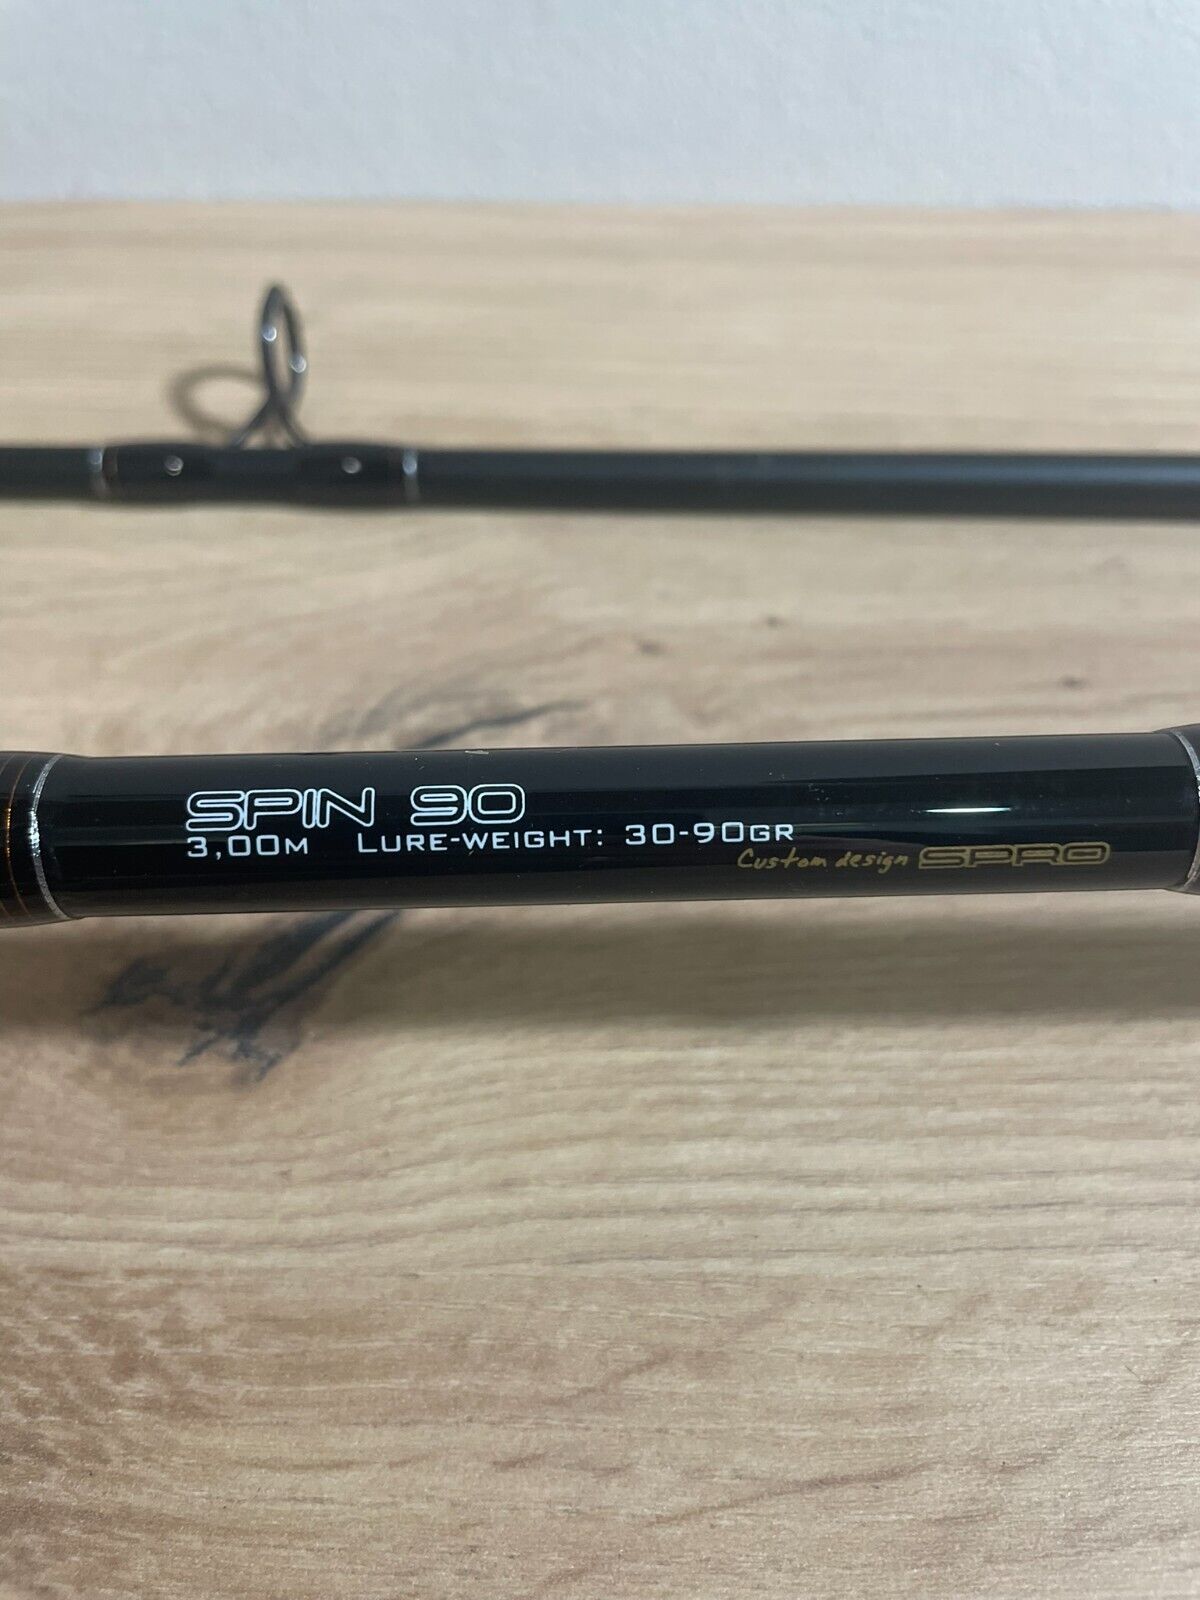 SPIN 90
3,00M LURE-WEIGHT: 30-90GR
Custom design SPRO